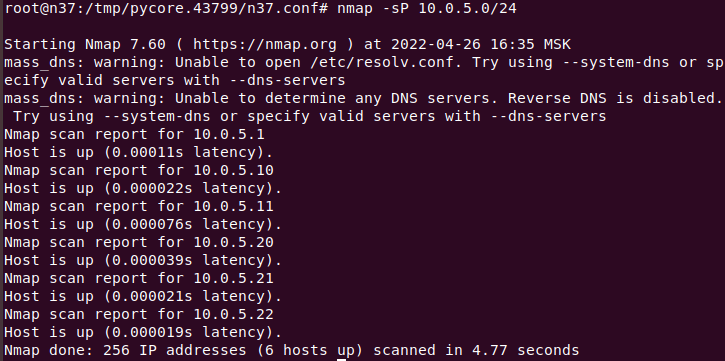 root@n37:/tmp/pycore.43799/n37.conf# nmap -sP 10.0.5.0/24
Starting Nmap 7.60 ( https://nmap.org ) at 2022-04-26 16:35 MSK
mass_dns: warning: Unable to open /etc/resolv.conf. Try using --system-dns or sp
ecify valid servers with --dns-servers
mass_dns: warning: Unable to determine any DNS servers. Reverse DNS is disabled.
 Try using --system-dns or specify valid servers with --dns-servers
Nmap scan report for 10.0.5.1
Host is up (0.00011s latency).
Nmap scan report for 10.0.5.10
Host is up (0.000022s latency).
Nmap scan report for 10.0.5.11
Host is up (0.000076s latency).
Nmap scan report for 10.0.5.20
Host is up (0.000039s latency).
Nmap scan report for 10.0.5.21
Host is up (0.000021s latency).
Nmap scan report for 10.0.5.22
Host is up (0.000019s latency).
Nmap done: 256 IP addresses (6 hosts up) scanned in 4.77 seconds